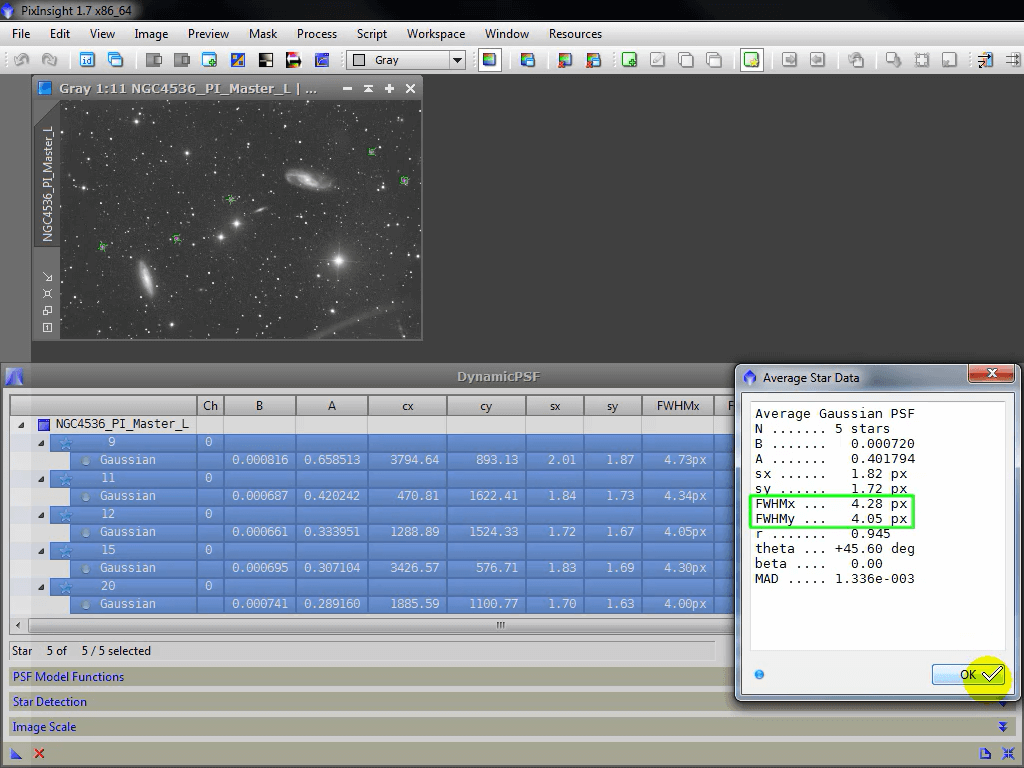 PixInsight 1.7 x86_64
File Edit View Image Preview Mask Process Script Workspace Window Resources
id Gray
Gray 1:11 NGC4536_PI_Master_L | ...
NGC4536_PI_Master_L
DynamicPSF
Ch B A cx cy sx sy FWHMx F
NGC4536_PI_Master_L
9 0
Gaussian 0.000816 0.658513 3794.64 893.13 2.01 1.87 4.73px
11 0
Gaussian 0.000687 0.420242 470.81 1622.41 1.84 1.73 4.34px
12 0
Gaussian 0.000661 0.333951 1288.89 1524.33 1.72 1.67 4.05px
15 0
Gaussian 0.000695 0.307104 3426.57 576.71 1.83 1.69 4.30px
20 0
Gaussian 0.000741 0.289160 1885.59 1100.77 1.70 1.63 4.00px
Star 5 of 5 / 5 selected
PSF Model Functions
Star Detection
Image Scale
Average Star Data
Average Gaussian PSF
N ....... 5 stars
B ....... 0.000720
A ....... 0.401794
sx ...... 1.82 px
sy ...... 1.72 px
FWHMx ... 4.28 px
FWHMy ... 4.05 px
r ....... 0.945
theta ... +45.60 deg
beta .... 0.00
MAD ..... 1.336e-003
OK